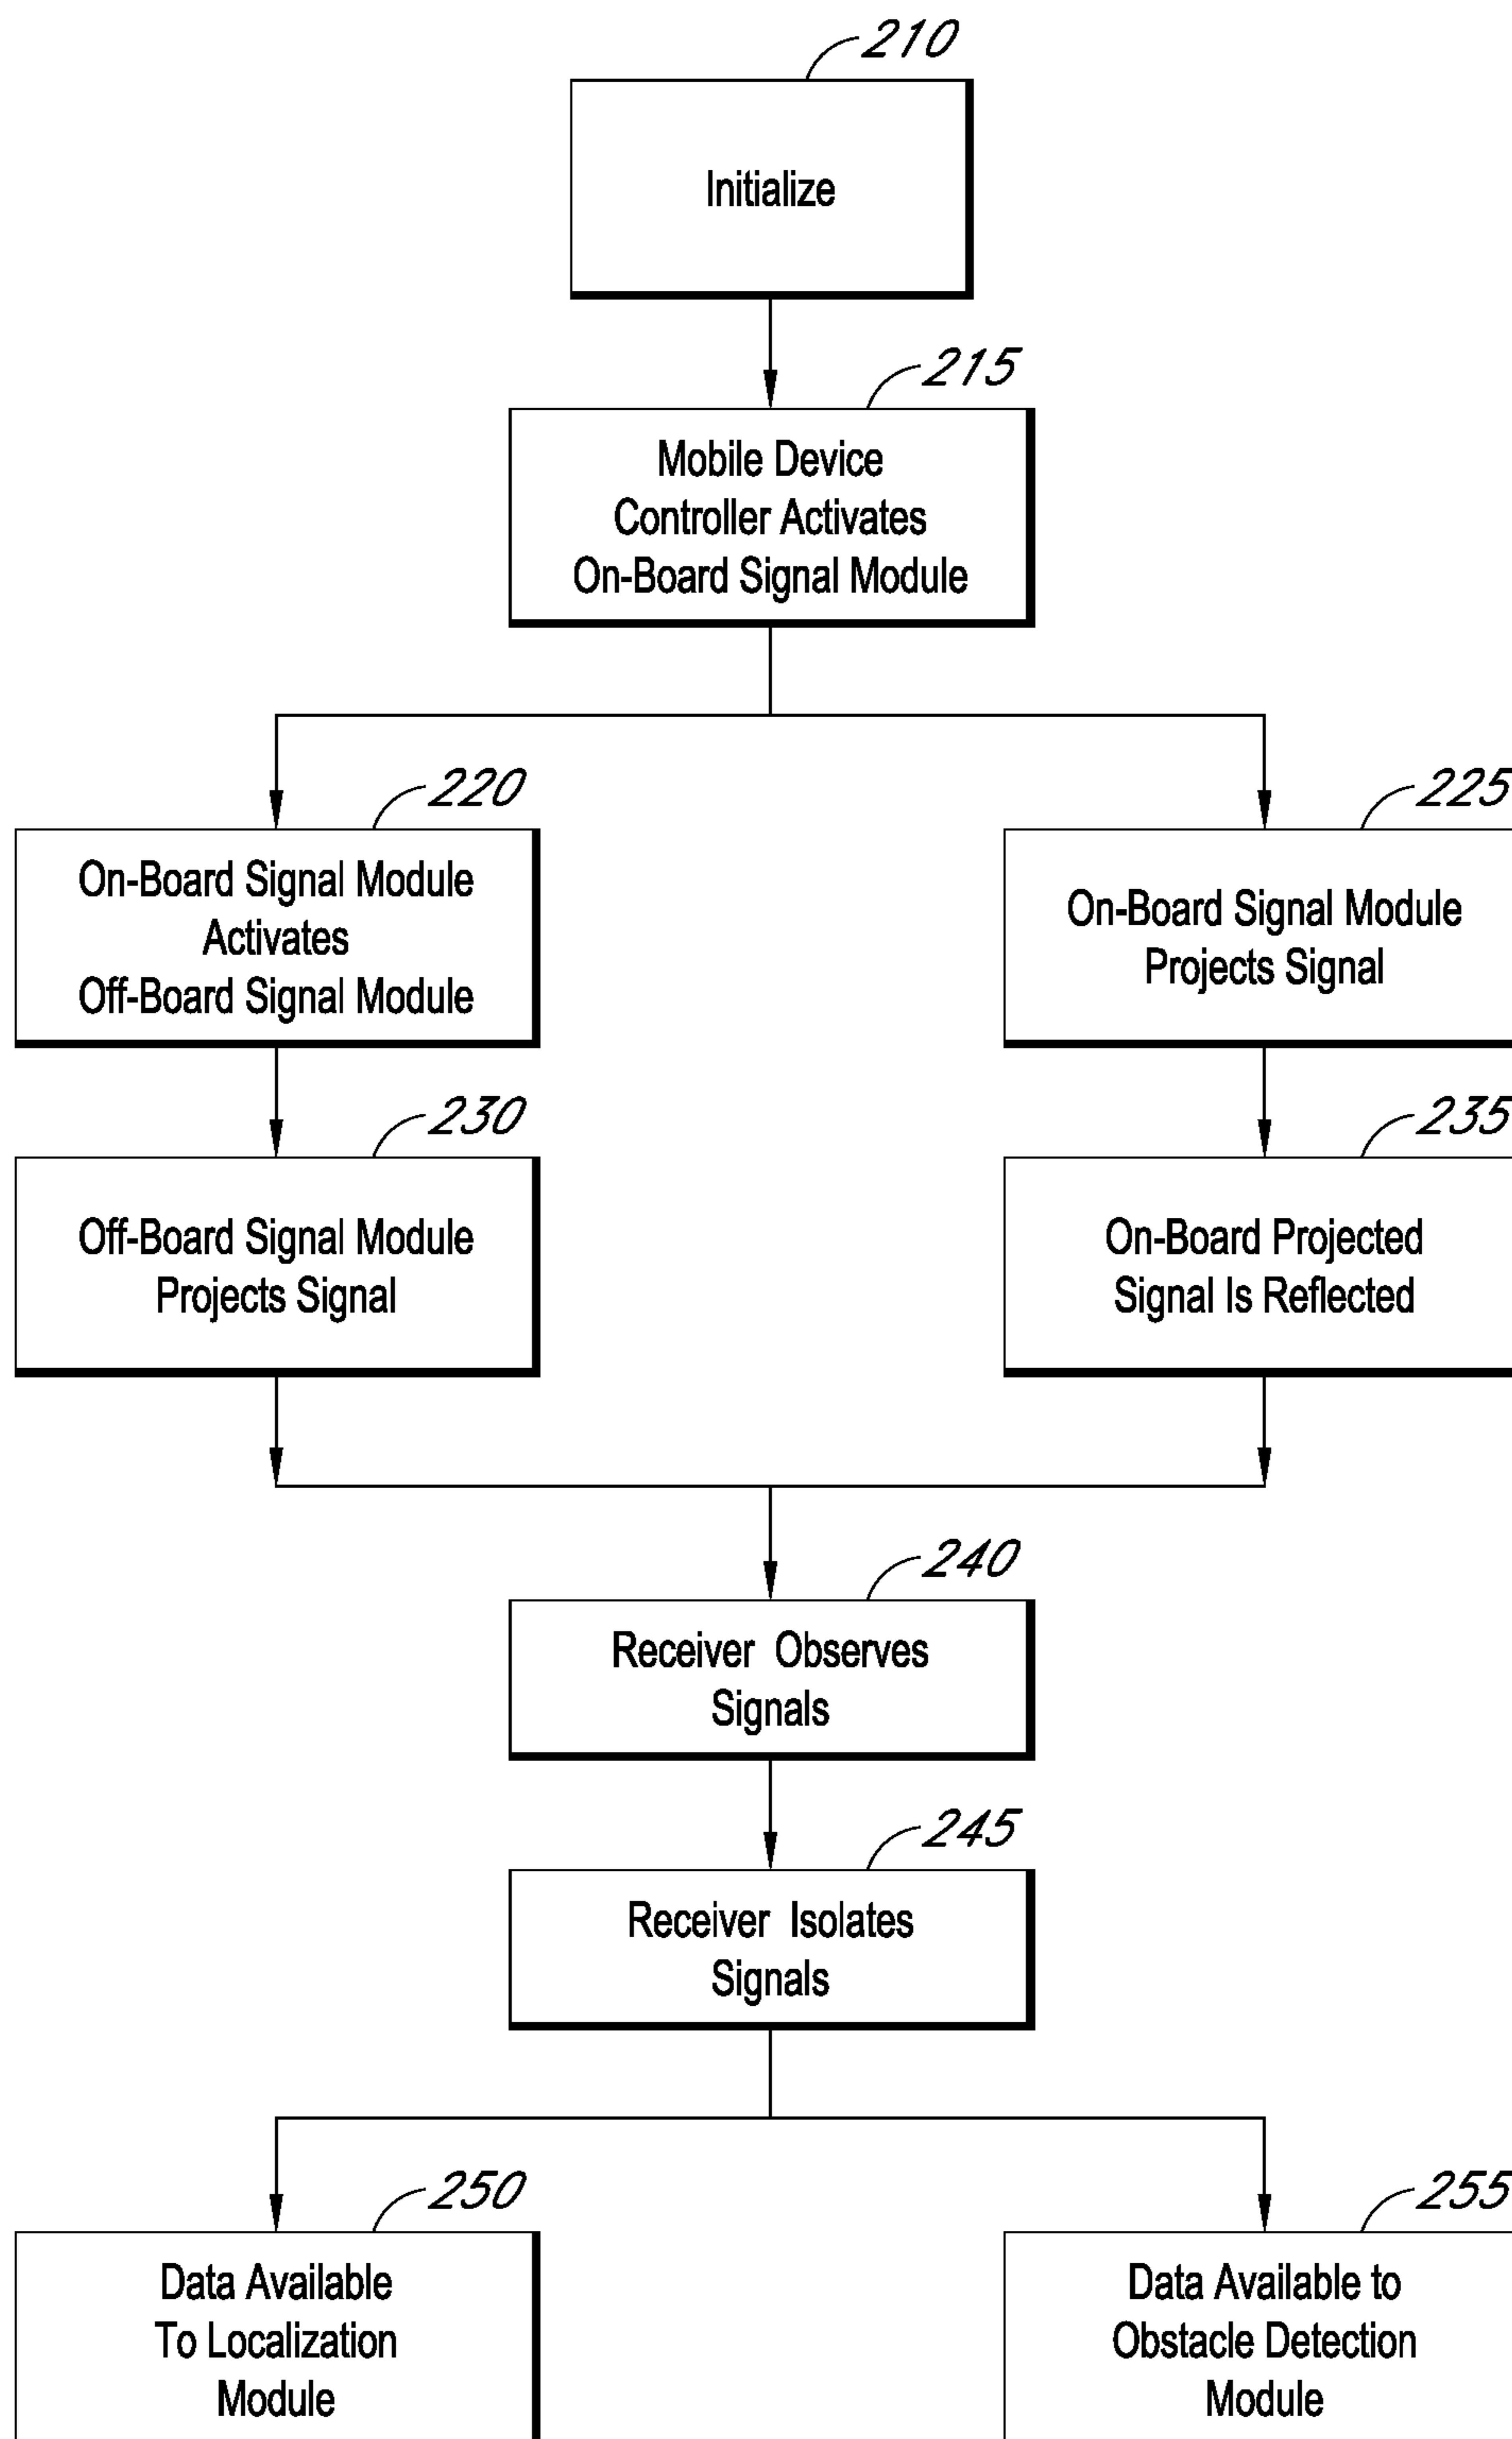 210
Initialize
215
Mobile Device
Controller Activates
On-Board Signal Module
220
On-Board Signal Module
Activates
Off-Board Signal Module
225
On-Board Signal Module
Projects Signal
230
Off-Board Signal Module
Projects Signal
235
On-Board Projected
Signal Is Reflected
240
Receiver Observes
Signals
245
Receiver Isolates
Signals
250
Data Available
To Localization
Module
255
Data Available to
Obstacle Detection
Module